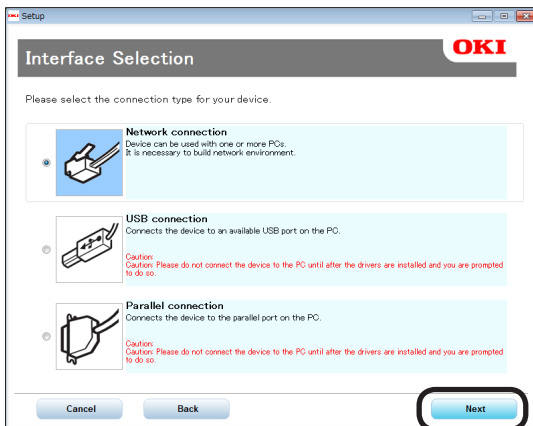 OKI Setup
OKI
Interface Selection
Please select the connection type for your device.
Network connection
Device can be used with one or more PCs.
It is necessary to build network environment.
USB connection
Connects the device to an available USB port on the PC.
Caution:
Caution: Please do not connect the device to the PC until after the drivers are installed and you are prompted
to do so.
Parallel connection
Connects the device to the parallel port on the PC.
Caution:
Caution: Please do not connect the device to the PC until after the drivers are installed and you are prompted
to do so.
Cancel Back Next